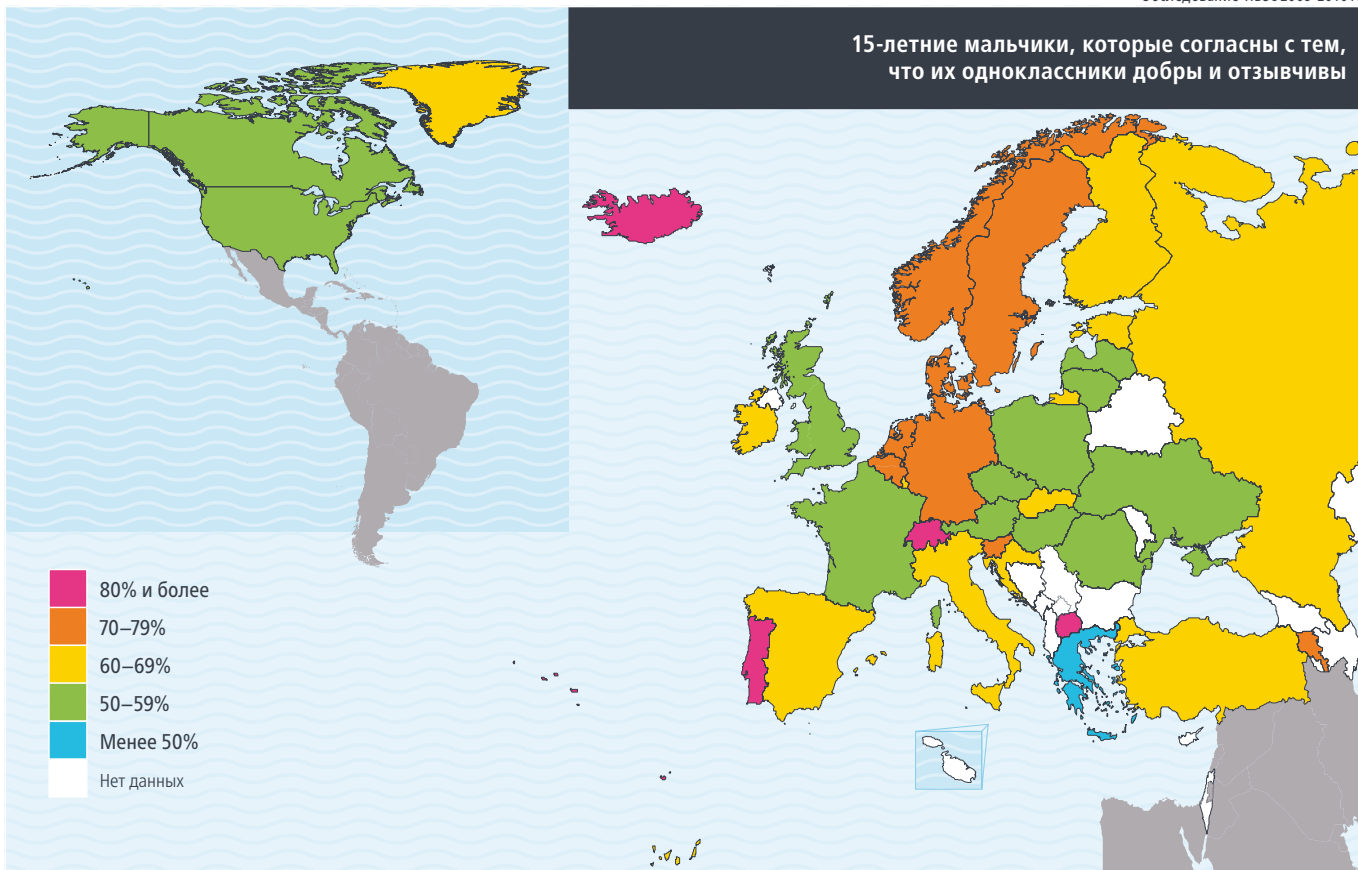 15-летние мальчики, которые согласны с тем,
что их одноклассники добры и отзывчивы
80% и более
70–79%
60–69%
50–59%
Менее 50%
Нет данных